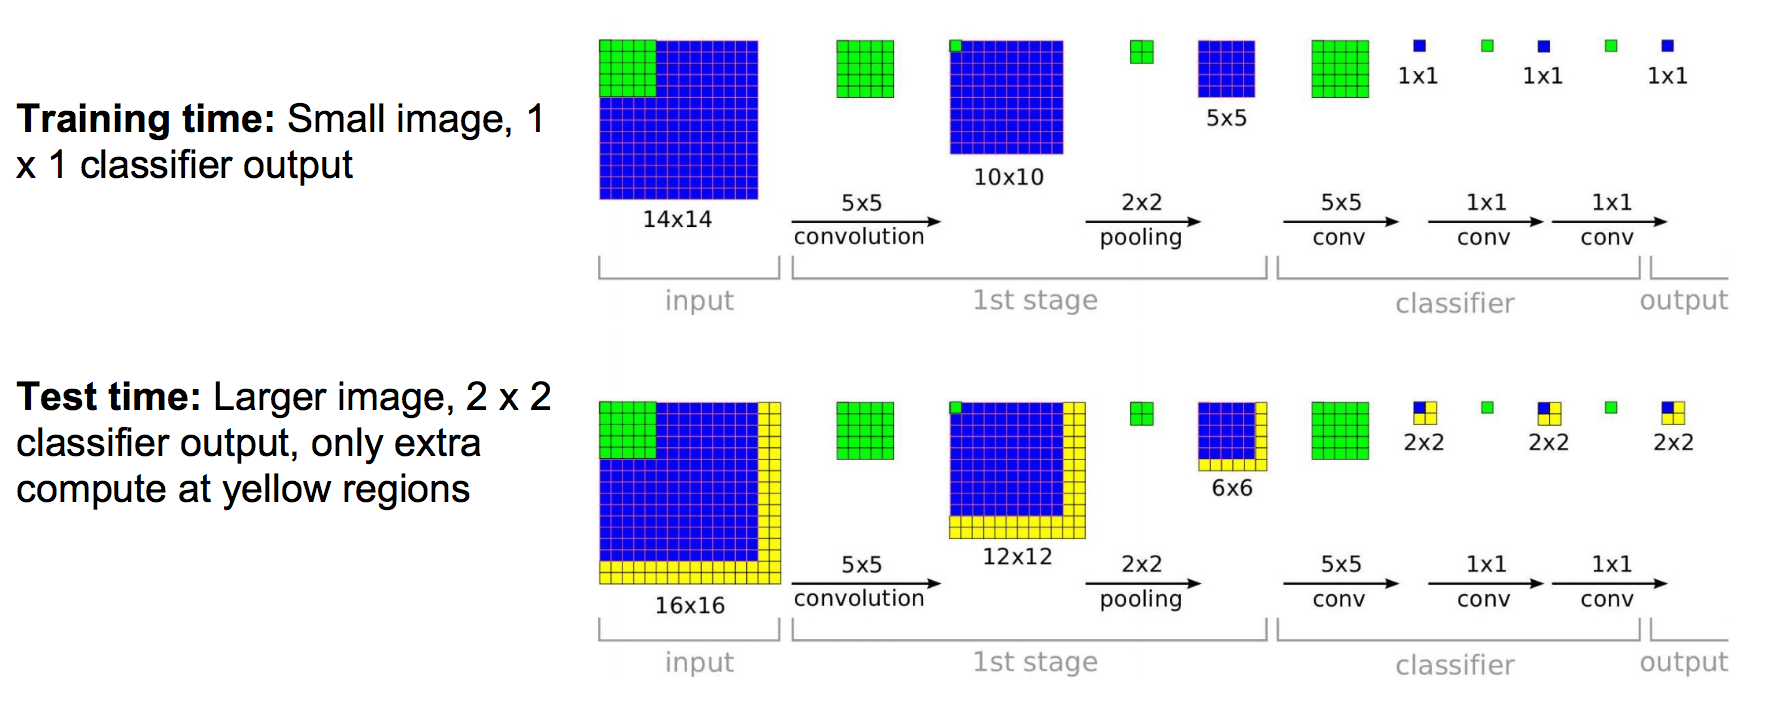 Training time: Small image, 1
x 1 classifier output
14x14
5x5
convolution
10x10
2x2
pooling
5x5
5x5
conv
1x1
1x1
conv
1x1
1x1
conv
1x1
input
1st stage
classifier
output
Test time: Larger image, 2 x 2
classifier output, only extra
compute at yellow regions
16x16
5x5
convolution
12x12
2x2
pooling
6x6
5x5
conv
2x2
1x1
conv
2x2
1x1
conv
2x2
input
1st stage
classifier
output